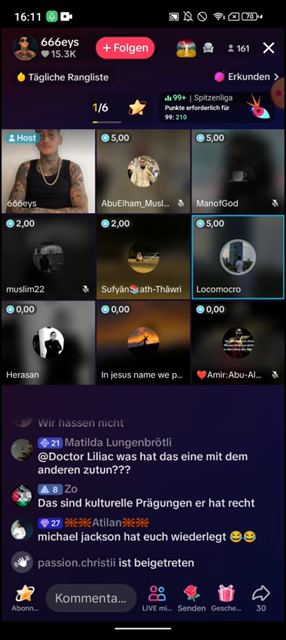 16:11
70
666eys
15.3K
+ Folgen
161
Tägliche Rangliste
Erkunden >
1/6
99+ | Spitzenliga
Punkte erforderlich für
99: 210
Host
5,00
5,00
666eys
AbuElham_Musl...
ManofGod
2,00
2,00
5,00
muslim22
Sufyân📚ath-Thâwri
Locomocro
0,00
0,00
0,00
Herasan
In jesus name we p...
❤️Amir:Abu-Al...
Wir hassen nicht
21 Matilda Lungenbrötli
@Doctor Liliac was hat das eine mit dem
anderen zutun???
8 Zo
Das sind kulturelle Prägungen er hat recht
27 Atilan
michael jackson hat euch wiederlegt 😂😂
passion.christii ist beigetreten
Kommenta...
Abonn...
LIVE mi...
Senden
Gesche...
30